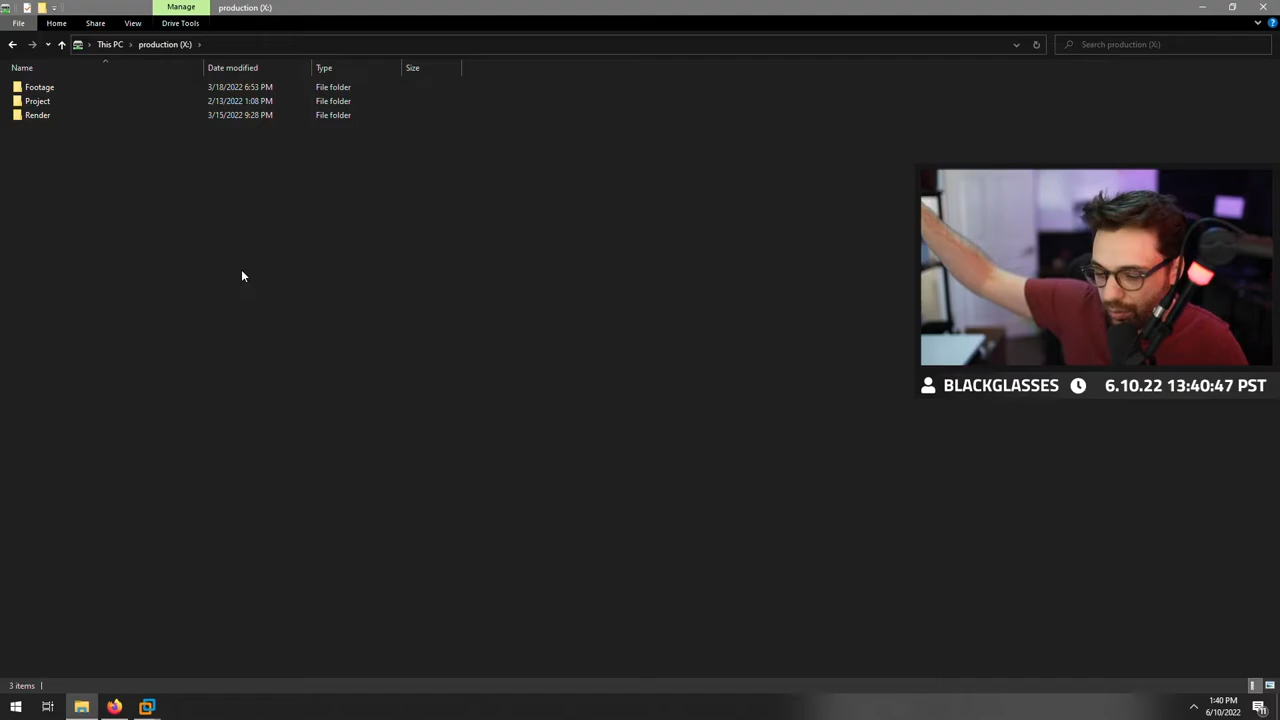 Manage production (X:)
File Home Share View Drive Tools
This PC production (X:) Search production (X:)
Name Date modified Type Size
Footage 3/18/2022 6:53 PM File folder
Project 2/13/2022 1:08 PM File folder
Render 3/15/2022 9:28 PM File folder
BLACKGLASSES 6.10.22 13:40:47 PST
3 items
1:40 PM
6/10/2022